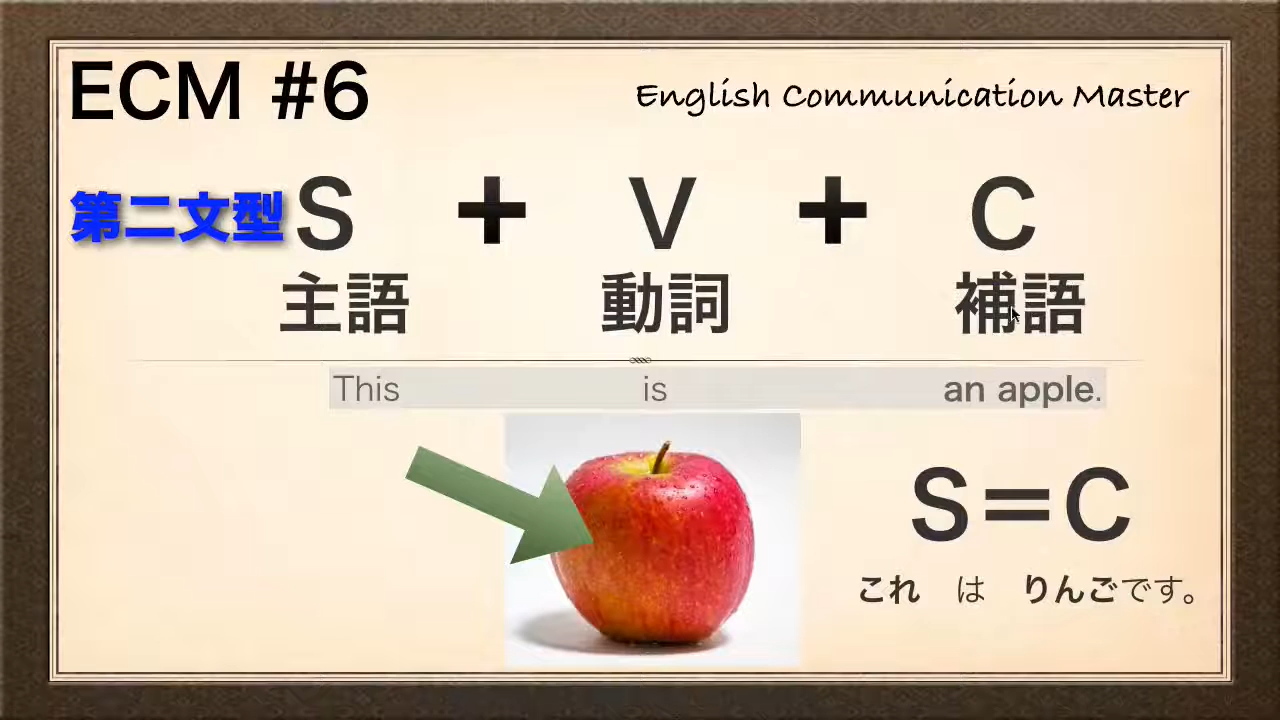 ECM #6
English Communication Master
第二文型 S + V + C
主語 動詞 補語
This is an apple.
S=C
これ は りんごです。